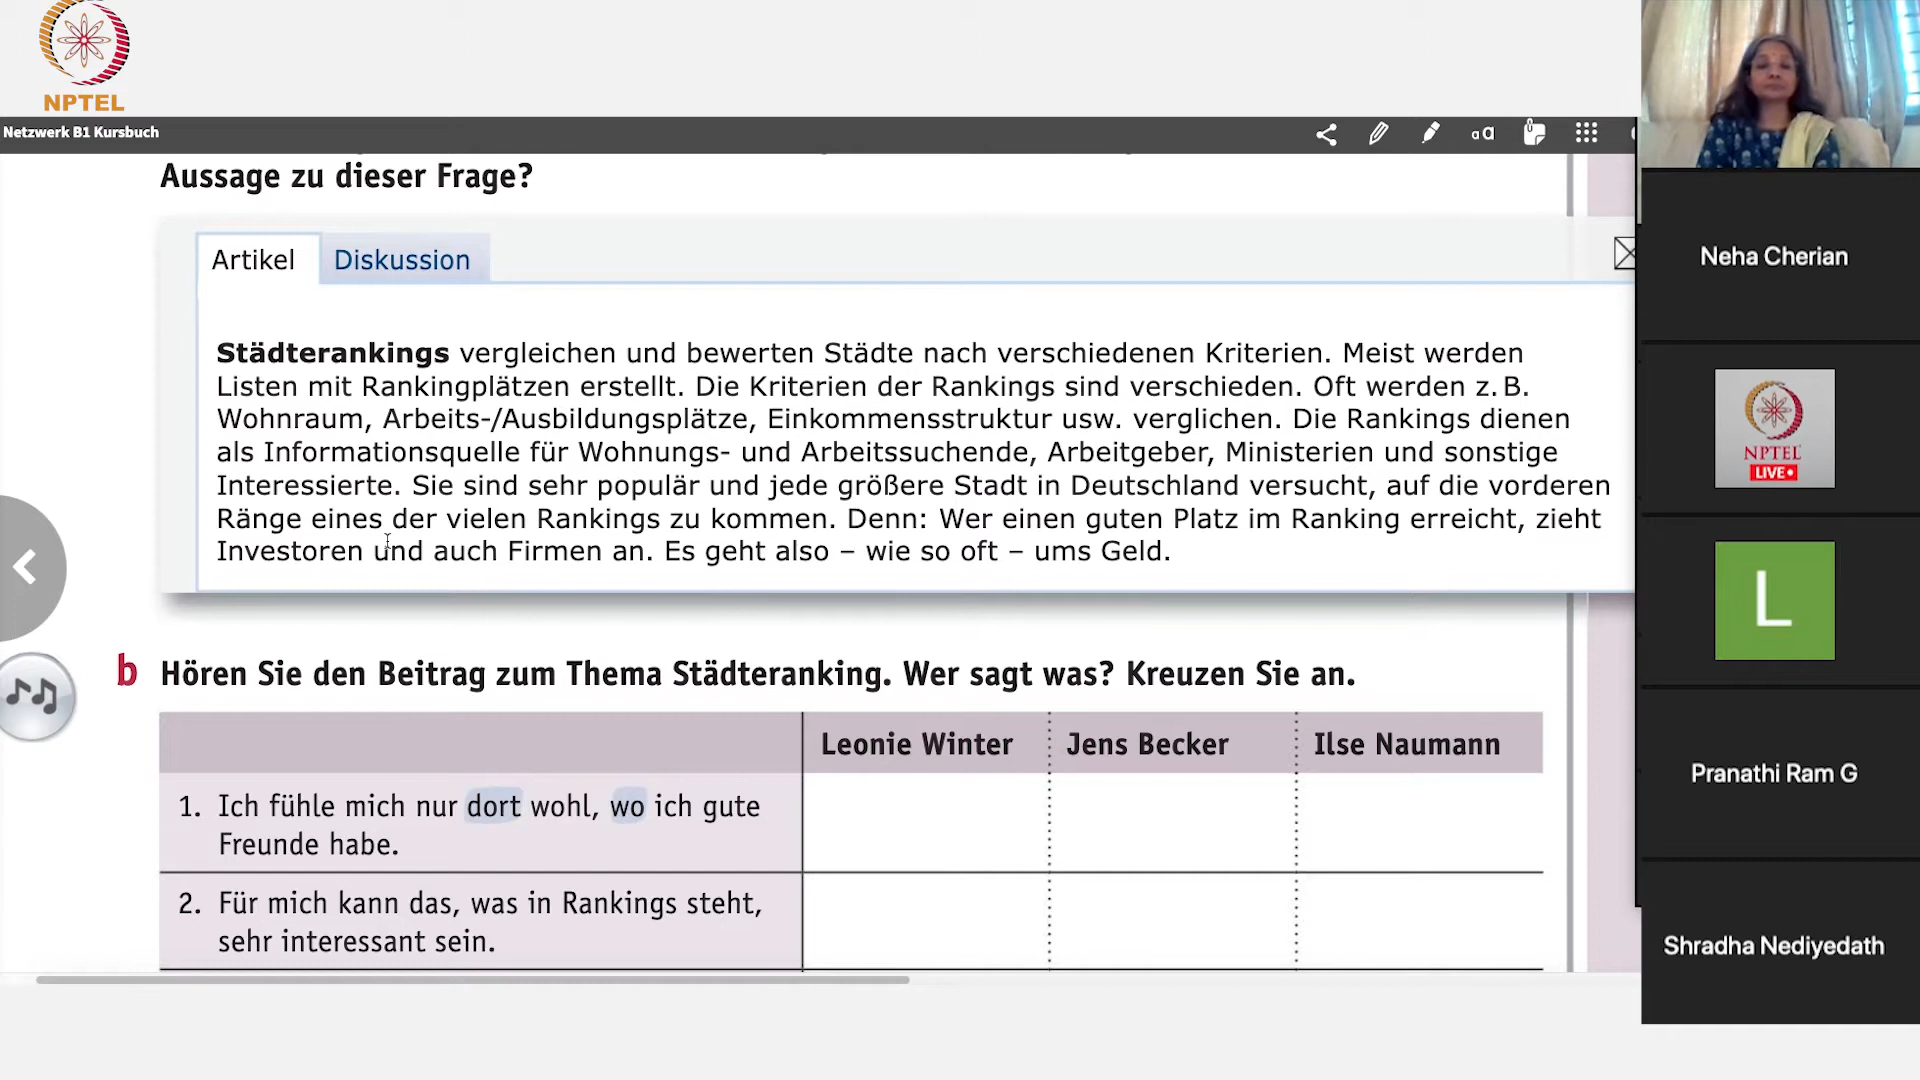 NPTEL
Netzwerk B1 Kursbuch
aa
Aussage zu dieser Frage?
Artikel
Diskussion
Städterankings vergleichen und bewerten Städte nach verschiedenen Kriterien. Meist werden
Listen mit Rankingplätzen erstellt. Die Kriterien der Rankings sind verschieden. Oft werden z. B.
Wohnraum, Arbeits-/Ausbildungsplätze, Einkommensstruktur usw. verglichen. Die Rankings dienen
als Informationsquelle für Wohnungs- und Arbeitssuchende, Arbeitgeber, Ministerien und sonstige
Interessierte. Sie sind sehr populär und jede größere Stadt in Deutschland versucht, auf die vorderen
Ränge eines der vielen Rankings zu kommen. Denn: Wer einen guten Platz im Ranking erreicht, zieht
Investoren und auch Firmen an. Es geht also – wie so oft – ums Geld.
b Hören Sie den Beitrag zum Thema Städteranking. Wer sagt was? Kreuzen Sie an.
Leonie Winter
Jens Becker
Ilse Naumann
1. Ich fühle mich nur dort wohl, wo ich gute
Freunde habe.
2. Für mich kann das, was in Rankings steht,
sehr interessant sein.
Neha Cherian
NPTEL
LIVE
L
Pranathi Ram G
Shradha Nediyedath